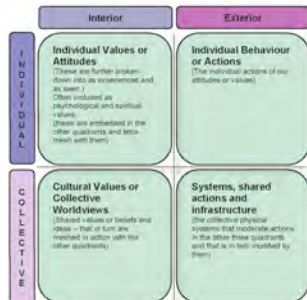 Interior
Exterior
INDIVIDUAL
Individual Values or
Attitudes
(These are further broken-
down into as experienced and
as seen.)
Often included as
psychological and spiritual
values.
(these are embedded in the
other quadrants and tetra-
mesh with them)
Individual Behaviour
or Actions
(The individual actions of our
attitudes or values)
COLLECTIVE
Cultural Values or
Collective
Worldviews
(Shared values or beliefs and
ideas – that in turn are
meshed in action with the
other quadrants)
Systems, shared
actions and
infrastructure
(the collective physical
systems that moderate actions
in the other three quadrants
and that is in turn modified by
them)